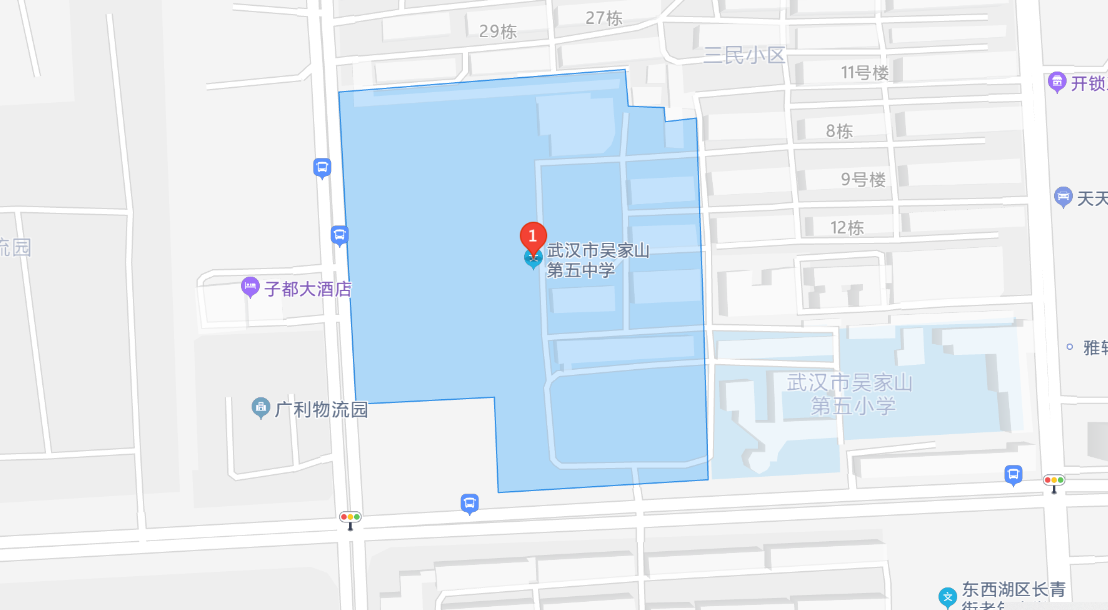 27栋
29栋
三民小区
11号楼
开锁
8栋
9号楼
天天
12栋
流园
1
武汉市吴家山
第五中学
子都大酒店
雅轩
武汉市吴家山
第五小学
广利物流园
文
东西湖区长青